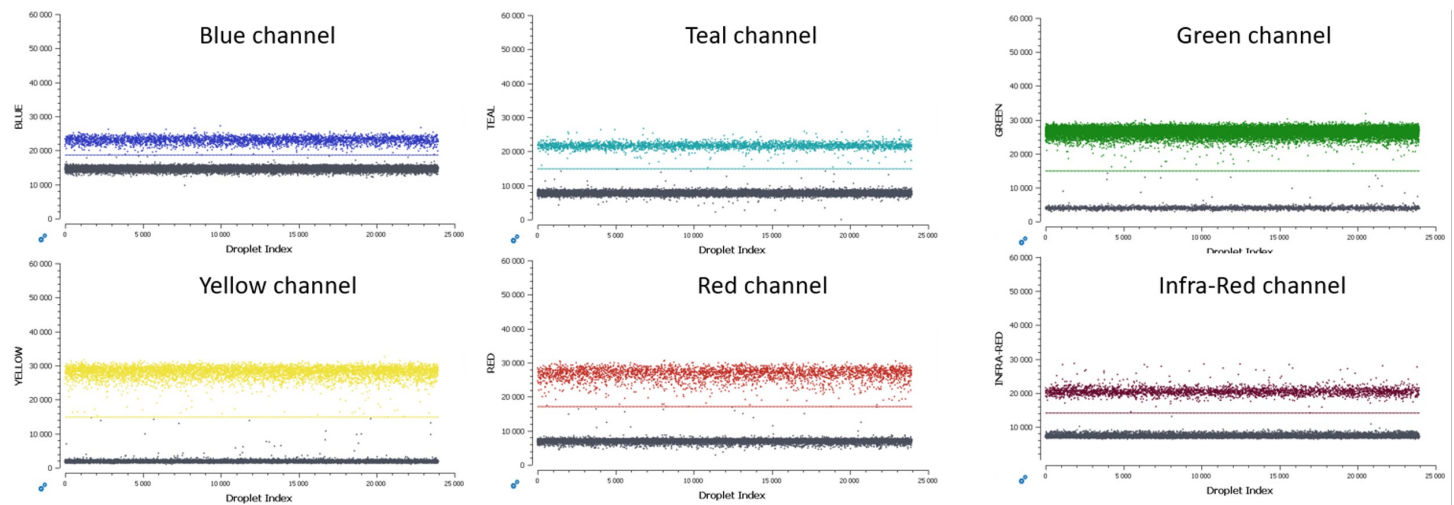 Blue channel
60 000
50 000
40 000
30 000
20 000
10 000
0
BLUE
0 5 000 10 000 15 000 20 000 25 000
Droplet Index
Teal channel
60 000
50 000
40 000
30 000
20 000
10 000
0
TEAL
0 5 000 10 000 15 000 20 000 25 000
Droplet Index
Green channel
60 000
50 000
40 000
30 000
20 000
10 000
0
GREEN
0 5 000 10 000 15 000 20 000 25 000
Droplet Index
Yellow channel
60 000
50 000
40 000
30 000
20 000
10 000
0
YELLOW
0 5 000 10 000 15 000 20 000 25 000
Droplet Index
Red channel
60 000
50 000
40 000
30 000
20 000
10 000
0
RED
0 5 000 10 000 15 000 20 000 25 000
Droplet Index
Infra-Red channel
60 000
50 000
40 000
30 000
20 000
10 000
INFRA-RED
0 5 000 10 000 15 000 20 000 25 000
Droplet Index